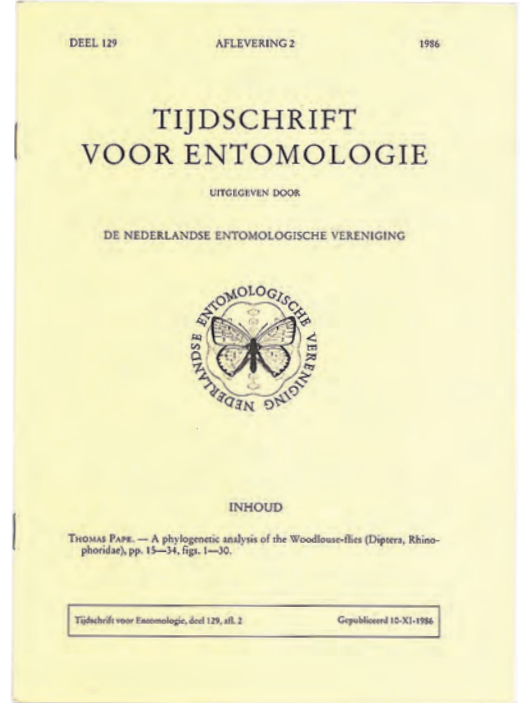 DEEL 129 AFLEVERING 2 1986
TIJDSCHRIFT
VOOR ENTOMOLOGIE
UITGEGEVEN DOOR
DE NEDERLANDSE ENTOMOLOGISCHE VERENIGING
NEDERLANDSE ENTOMOLOGISCHE VERENIGING
INHOUD
THOMAS PAPE. — A phylogenetic analysis of the Woodlouse-flies (Diptera, Rhino-
phoridae), pp. 15—34, figs. 1—30.
Tijdschrift voor Entomologie, deel 129, afl. 2 Gepubliceerd 10-XI-1986